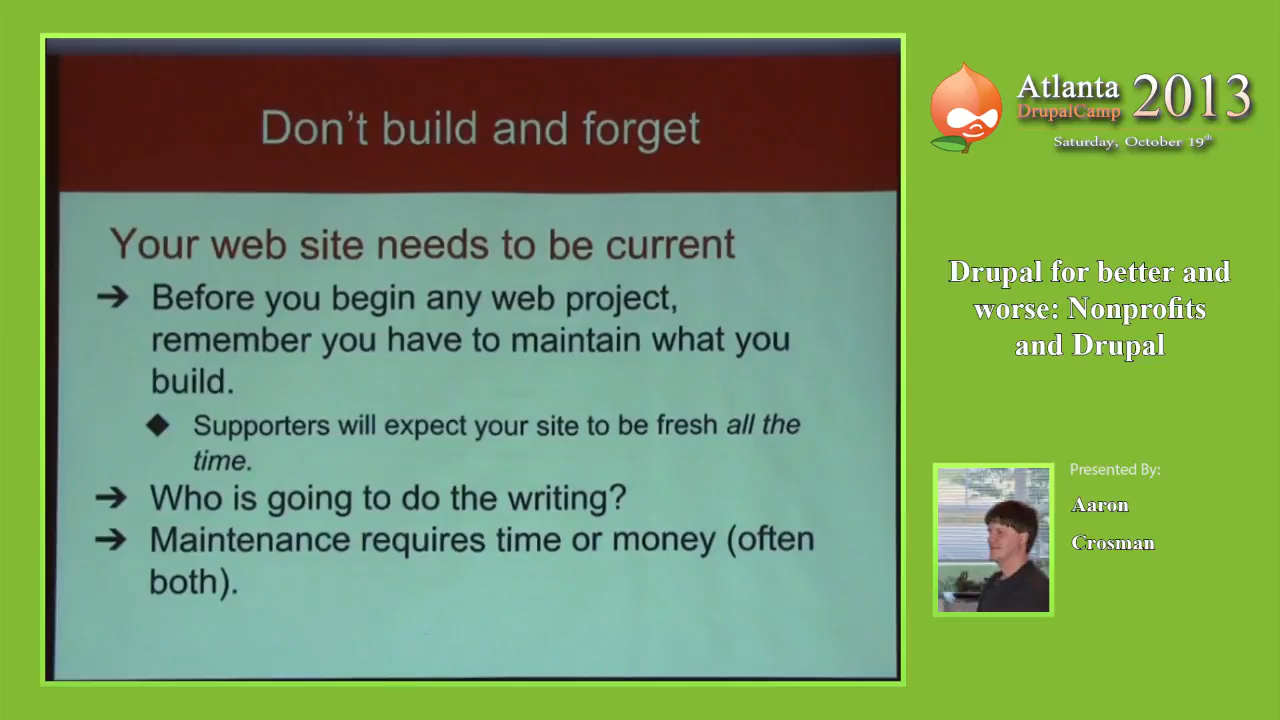 Don't build and forget
Your web site needs to be current
➔ Before you begin any web project,
remember you have to maintain what you
build.
◆ Supporters will expect your site to be fresh all the
time.
➔ Who is going to do the writing?
➔ Maintenance requires time or money (often
both).
Atlanta
DrupalCamp
2013
Saturday, October 19th
Drupal for better and
worse: Nonprofits
and Drupal
Presented By:
Aaron
Crosman